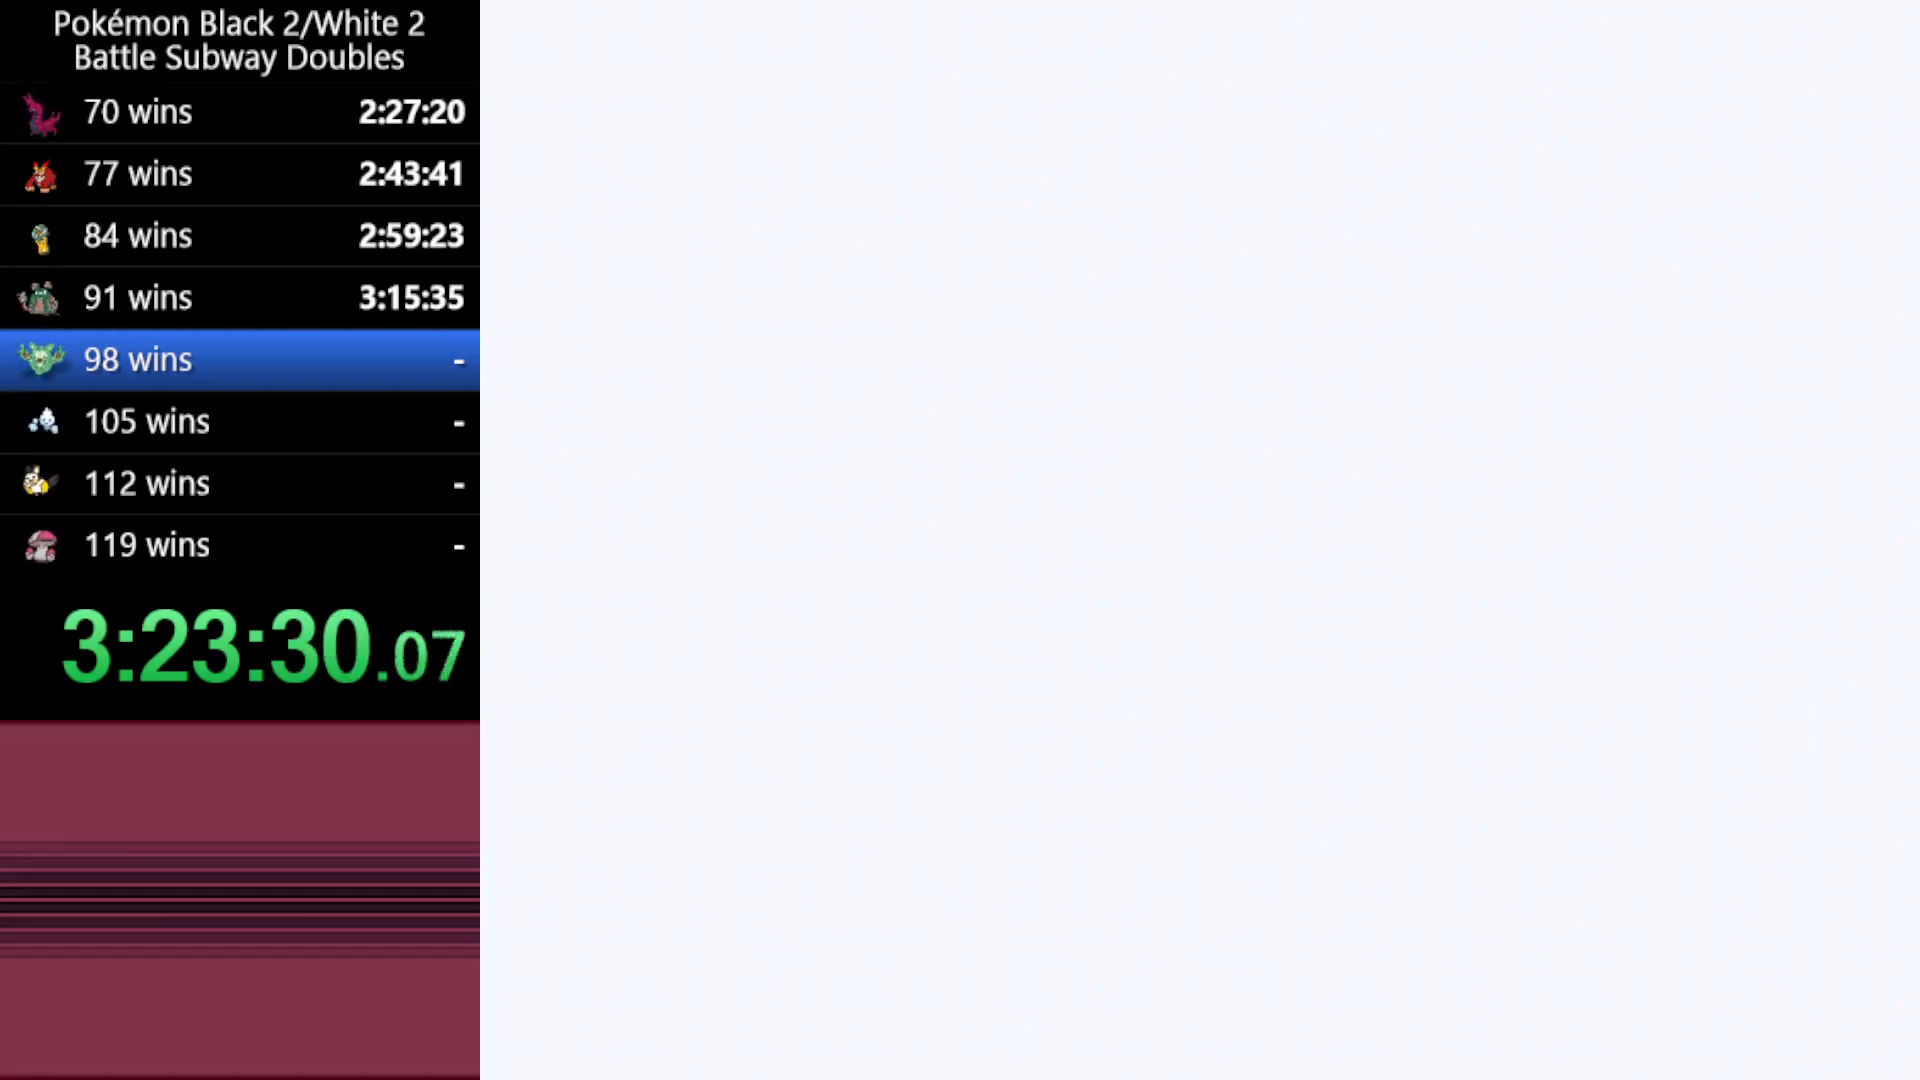 Pokémon Black 2/White 2
Battle Subway Doubles
70 wins 2:27:20
77 wins 2:43:41
84 wins 2:59:23
91 wins 3:15:35
98 wins -
105 wins -
112 wins -
119 wins -
3:23:30.07